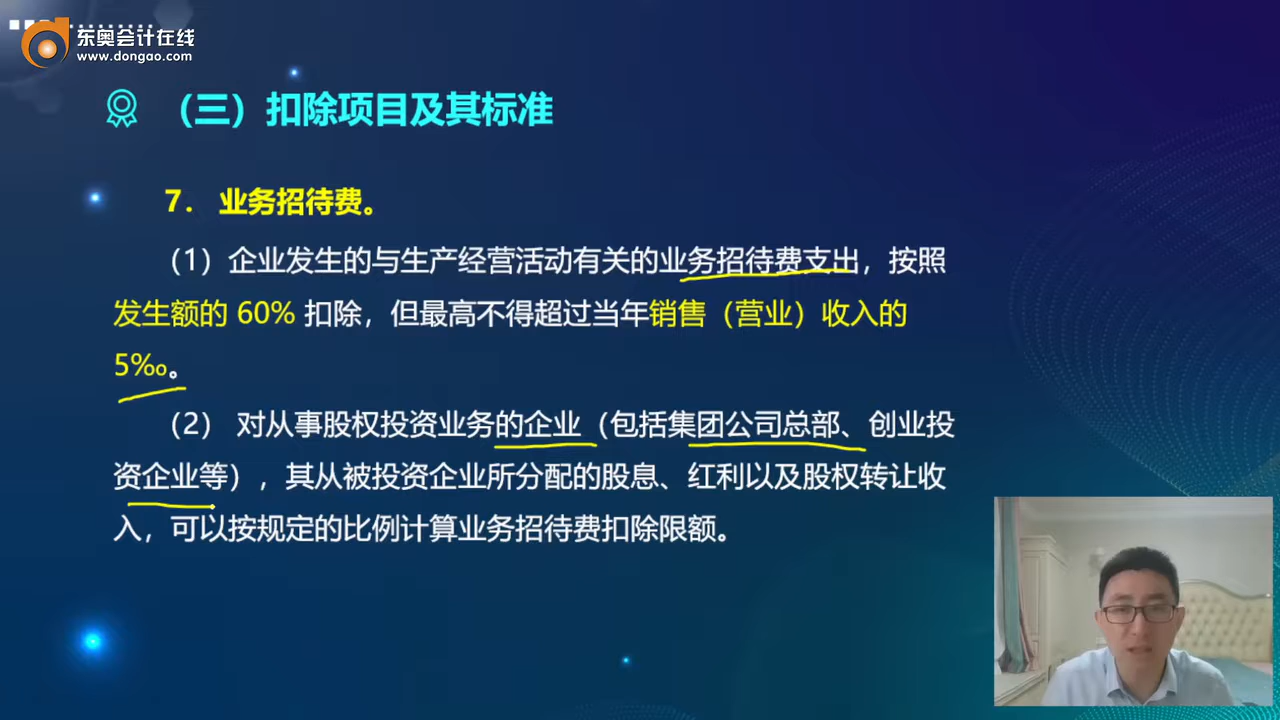 东奥会计在线
www.dongao.com
（三）扣除项目及其标准
7. 业务招待费。
（1）企业发生的与生产经营活动有关的业务招待费支出，按照
发生额的 60% 扣除，但最高不得超过当年销售（营业）收入的
5‰。
（2） 对从事股权投资业务的企业（包括集团公司总部、创业投
资企业等），其从被投资企业所分配的股息、红利以及股权转让收
入，可以按规定的比例计算业务招待费扣除限额。